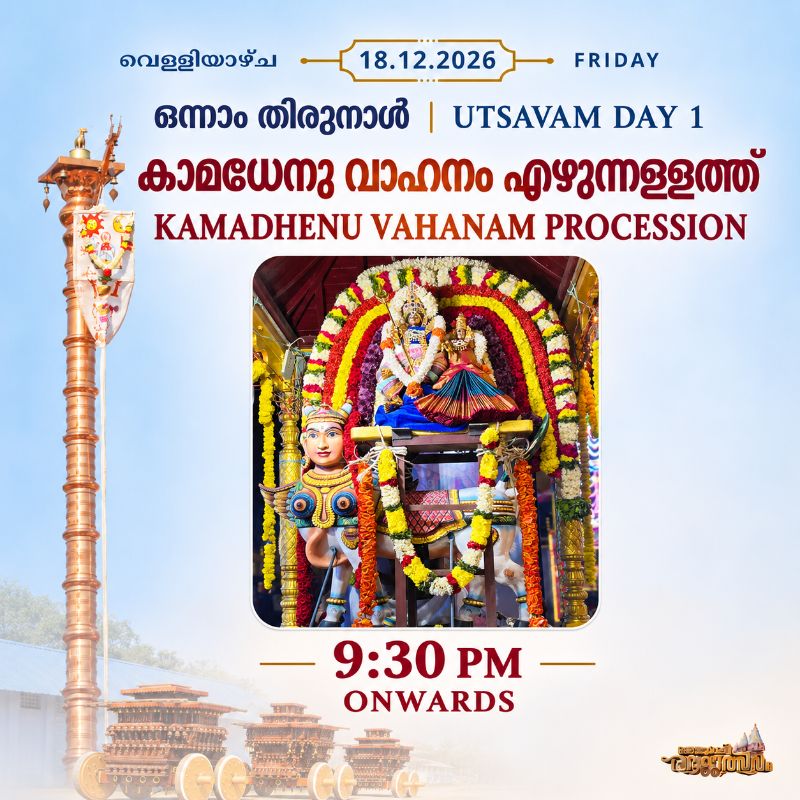 വെള്ളിയാഴ്ച 18.12.2026 FRIDAY
ഒന്നാം തിരുനാൾ | UTSAVAM DAY 1
കാമധേനു വാഹനം എഴുന്നള്ളത്ത്
KAMADHENU VAHANAM PROCESSION
9:30 PM
ONWARDS